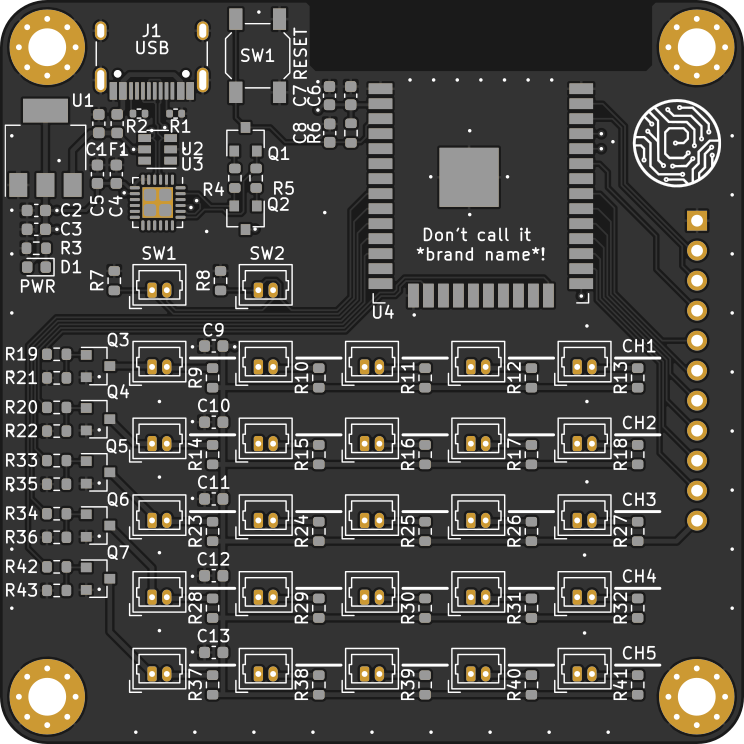 J1
USB
SW1
RESET
C7
C6
C8
R6
U1
R2
R1
C1
F1
U2
U3
Q1
R4
R5
Q2
C5
C4
C2
C3
R3
D1
PWR
SW1
SW2
R7
R8
Don't call it
*brand name*!
U4
C9
CH1
Q3
R19
R21
R9
R10
R11
R12
R13
Q4
C10
CH2
R20
R22
R14
R15
R16
R17
R18
Q5
R33
R35
C11
CH3
Q6
R34
R36
R23
R24
R25
R26
R27
Q7
C12
CH4
R42
R43
R28
R29
R30
R31
R32
C13
CH5
R37
R38
R39
R40
R41